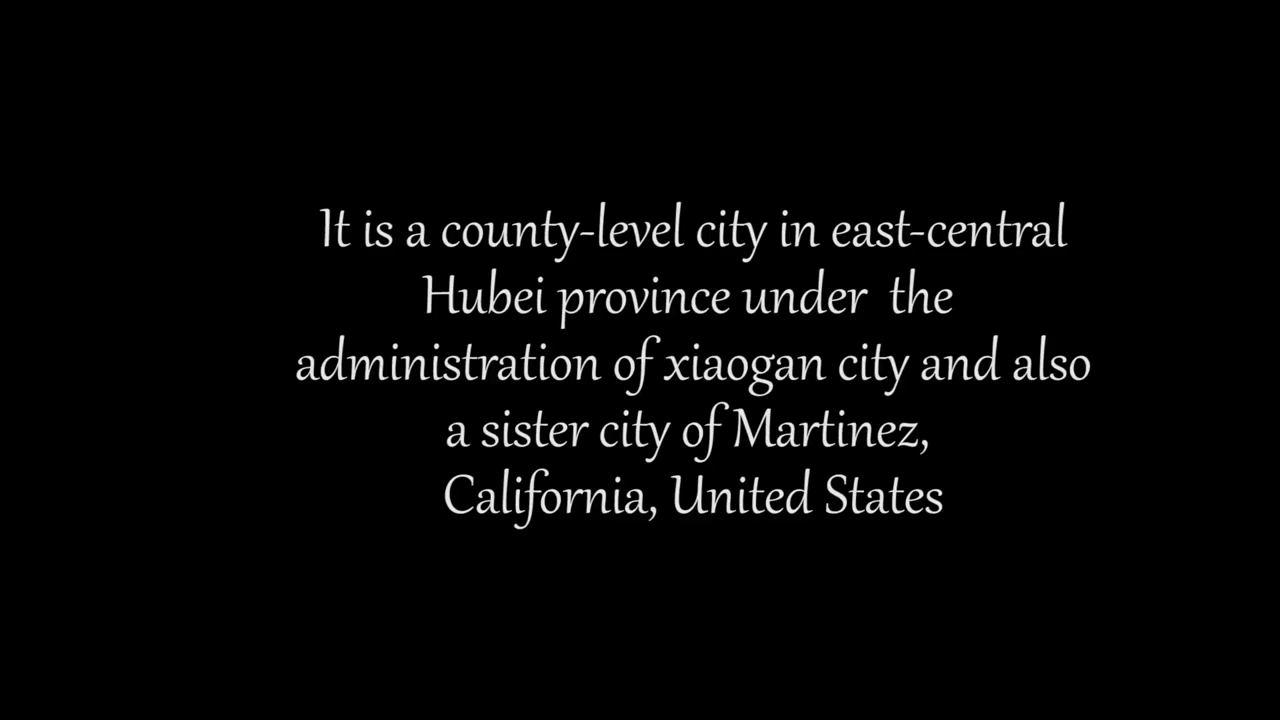 It is a county-level city in east-central
Hubei province under  the
administration of xiaogan city and also
a sister city of Martinez,
California, United States